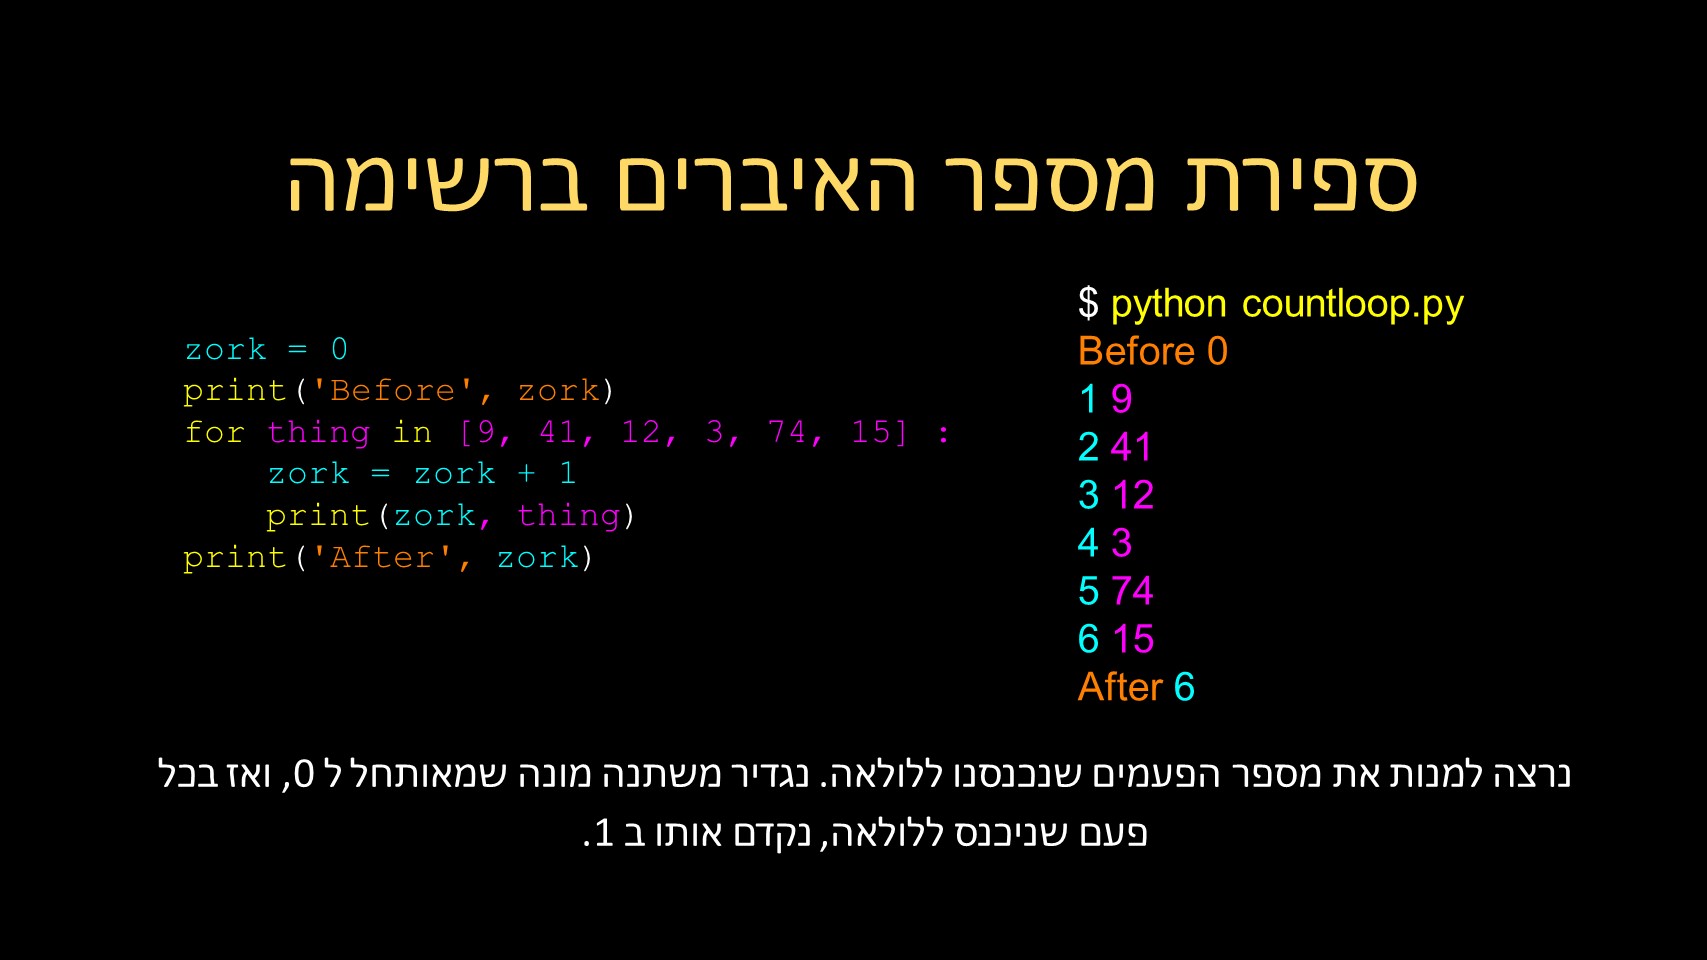 ספירת מספר האיברים ברשימה
zork = 0
print('Before', zork)
for thing in [9, 41, 12, 3, 74, 15] :
    zork = zork + 1
    print(zork, thing)
print('After', zork)
$ python countloop.py
Before 0
1 9
2 41
3 12
4 3
5 74
6 15
After 6
נרצה למנות את מספר הפעמים שנכנסנו ללולאה. נגדיר משתנה מונה שמאותחל ל 0, ואז בכל
פעם שניכנס ללולאה, נקדם אותו ב 1.